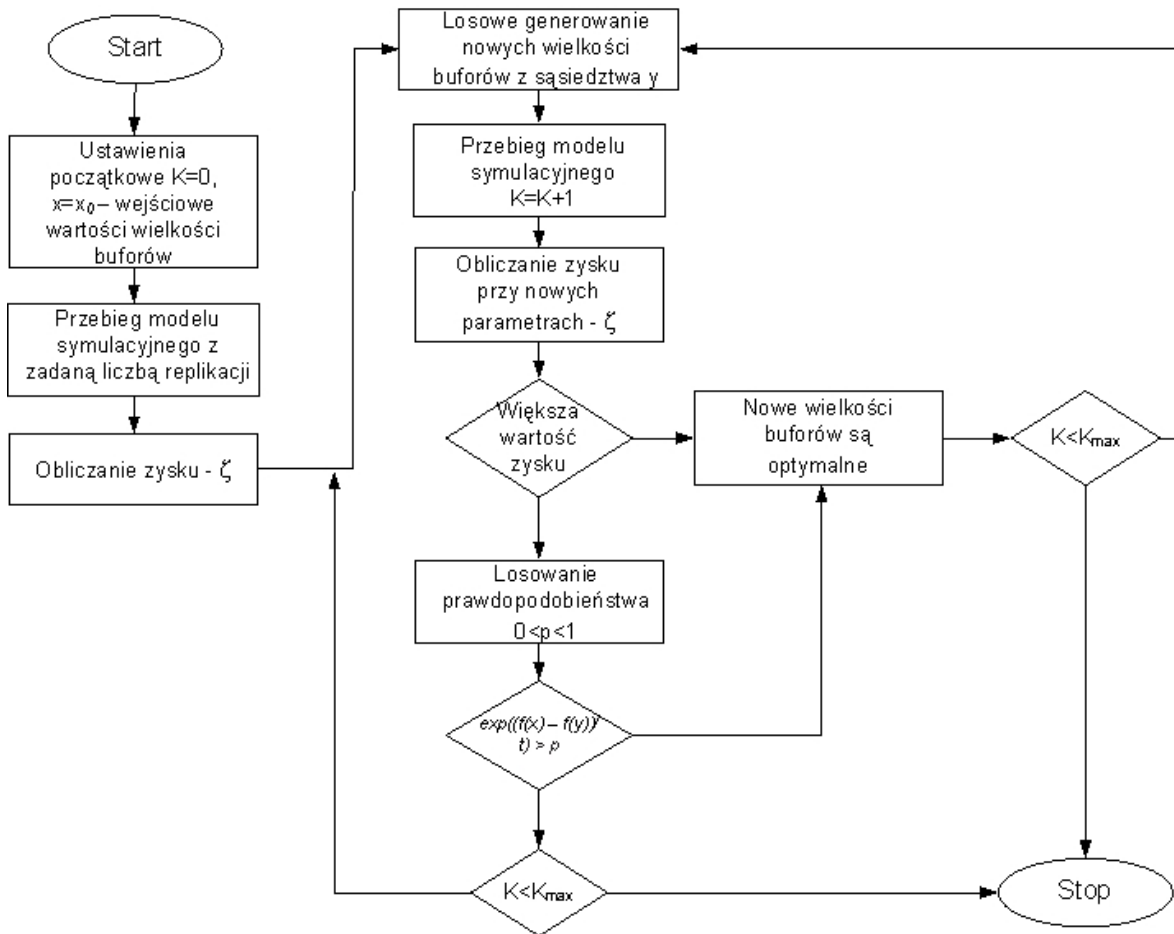 Start
Ustawienia
początkowe K=0,
x=x₀ – wejściowe
wartości wielkości
buforów
Przebieg modelu
symulacyjnego z
zadaną liczbą replikacji
Obliczanie zysku - ζ
Losowe generowanie
nowych wielkości
buforów z sąsiedztwa y
Przebieg modelu
symulacyjnego
K=K+1
Obliczanie zysku
przy nowych
parametrach - ζ
Większa
wartość
zysku
Nowe wielkości
buforów są
optymalne
K<Kmax
Losowanie
prawdopodobieństwa
0<p<1
exp((f(x) – f(y))/
t) > p
K<Kmax
Stop